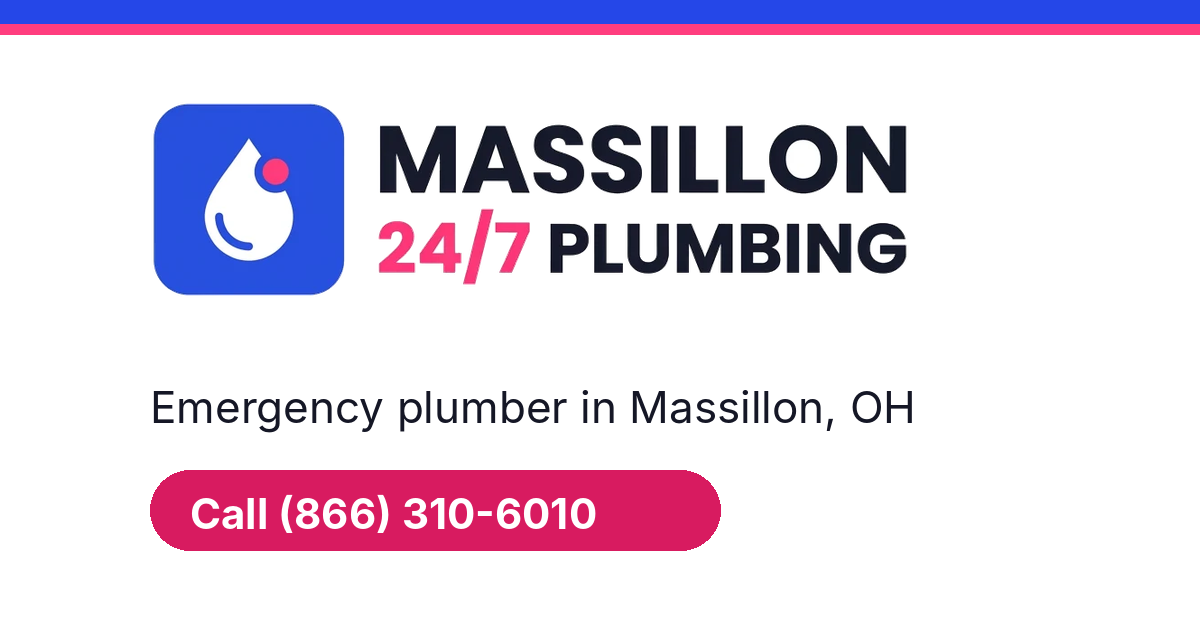 MASSILLON
24/7 PLUMBING
Emergency plumber in Massillon, OH
Call (866) 310-6010